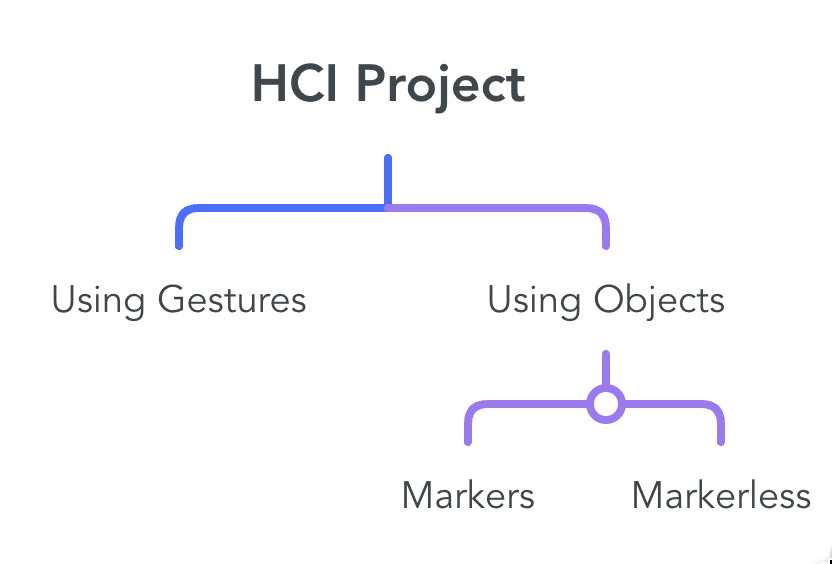 HCI Project
Using Gestures
Using Objects
Markers
Markerless